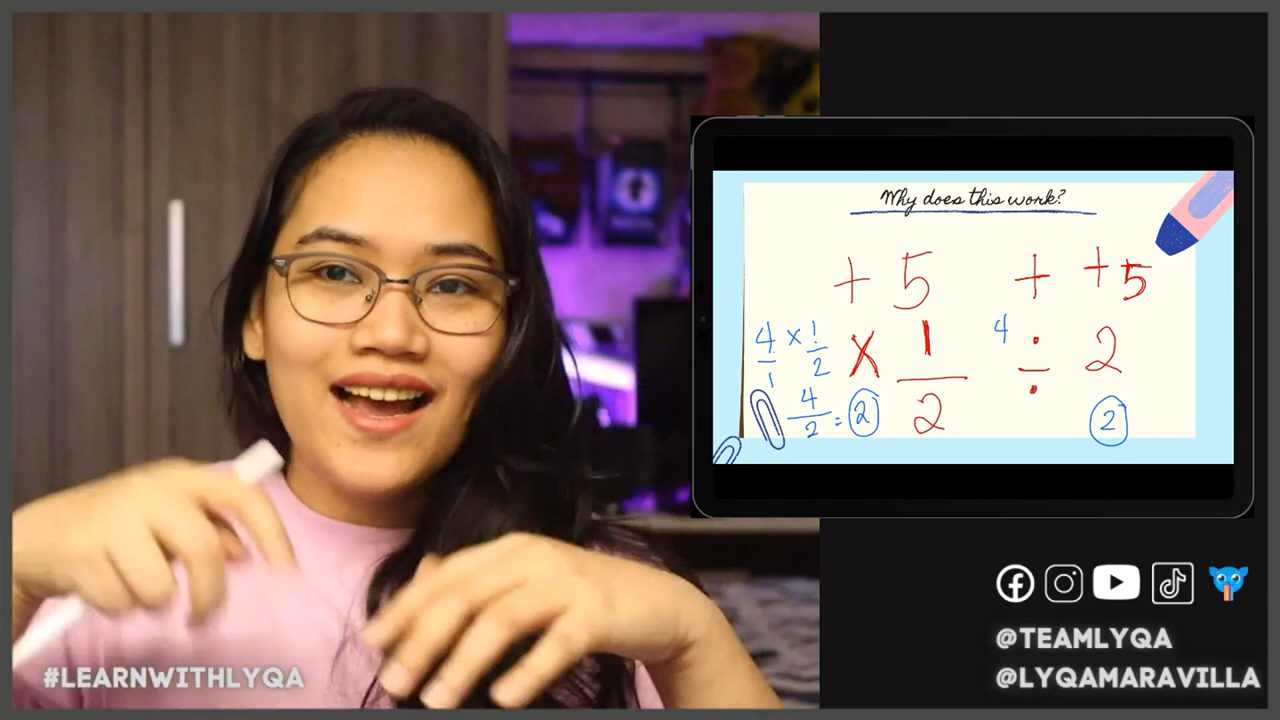 Why does this work?
+ 5 + +5
4/1 × 1/2 × 1/2 4 ÷ 2
4/2 = 2 2
#LEARNWITHLYQA
@TEAMLYQA
@LYQAMARAVILLA